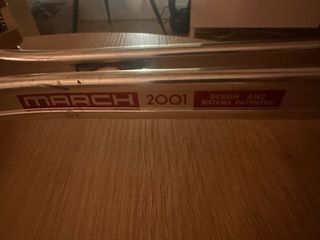 MARCH 2001 DESIGN AND
SISTEMS PATENTED